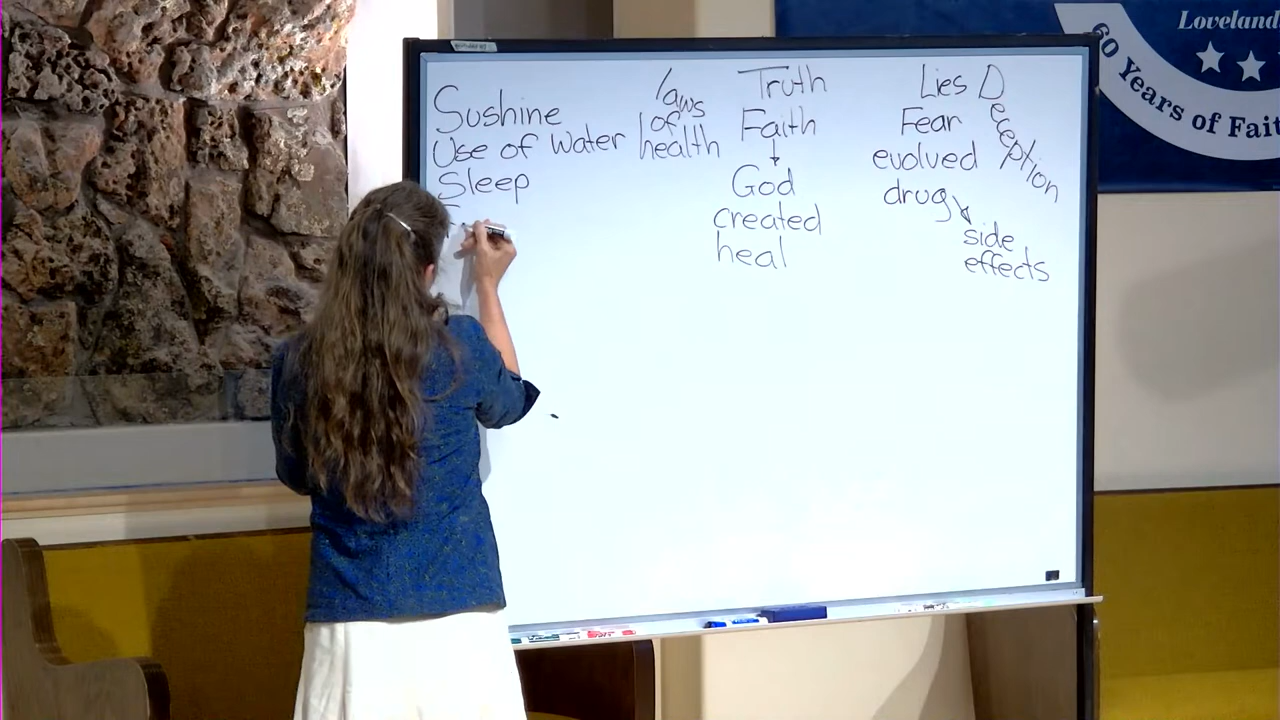 Sushine
Use of Water
Sleep
laws
of
health
Truth
Faith
God
created
heal
Lies Deception
Fear
evolved
drug
side
effects
Loveland
60 Years of Fait